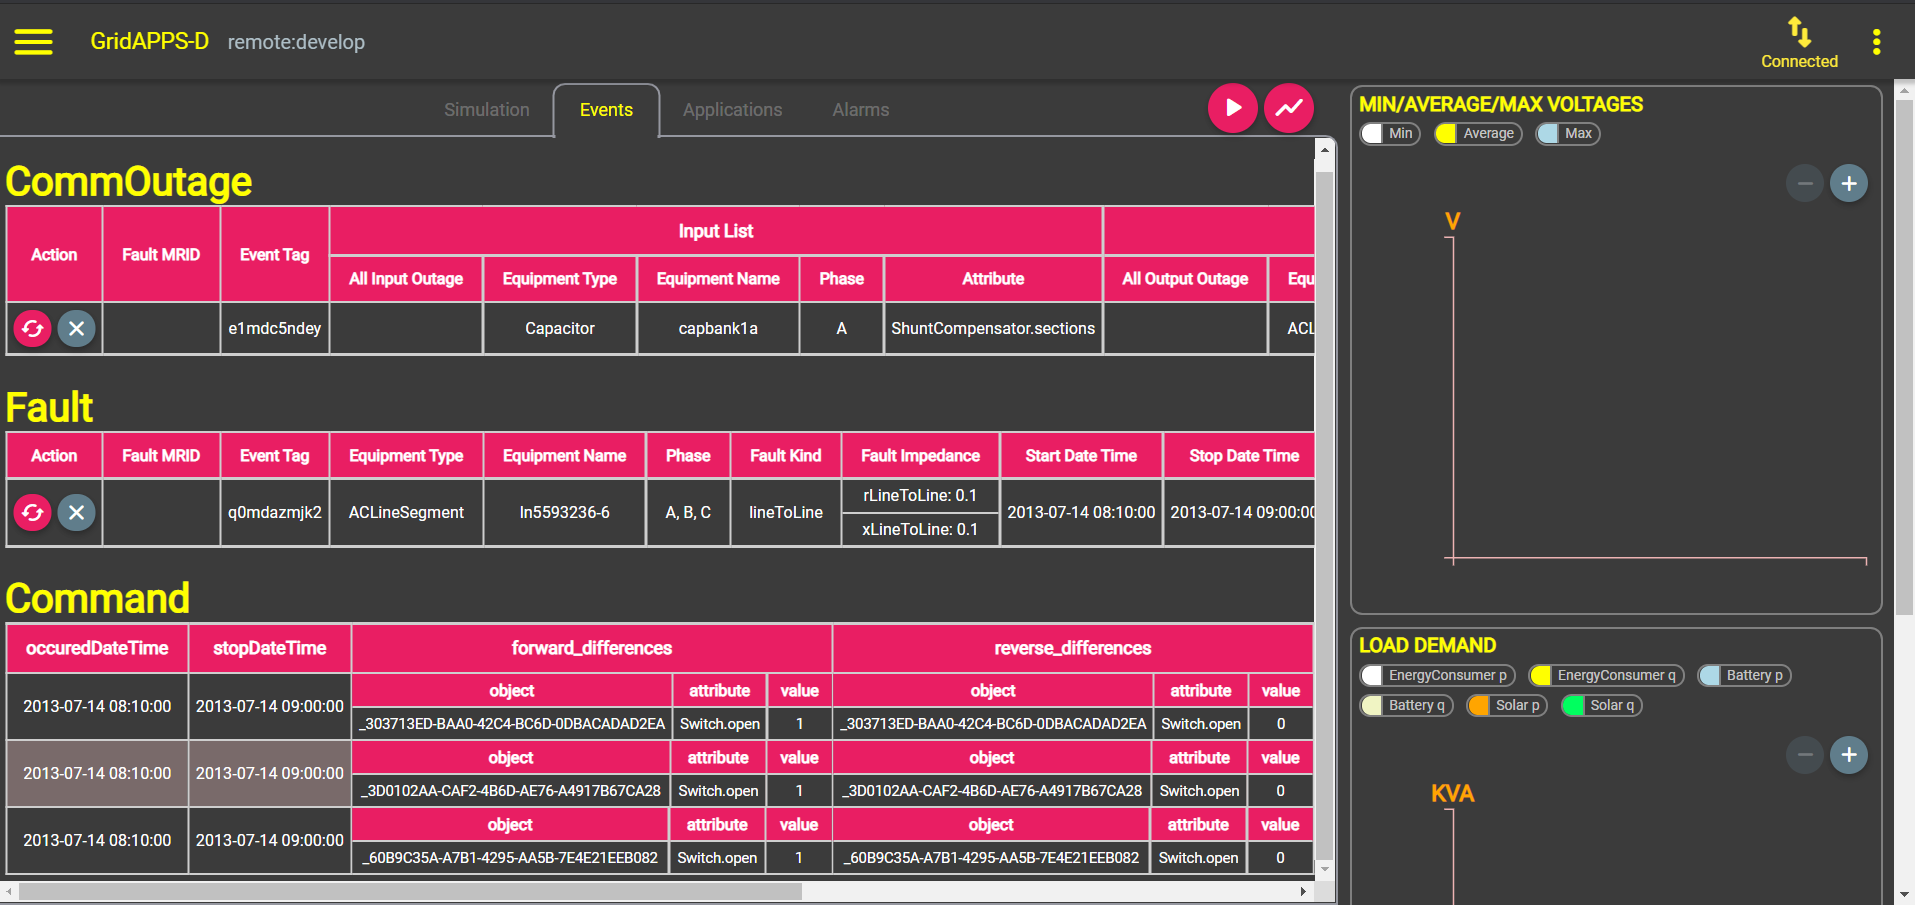 GridAPPS-D remote:develop
Connected
Simulation Events Applications Alarms
CommOutage
Action Fault MRID Event Tag Input List
All Input Outage Equipment Type Equipment Name Phase Attribute All Output Outage Equ
e1mdc5ndey Capacitor capbank1a A ShuntCompensator.sections ACL
Fault
Action Fault MRID Event Tag Equipment Type Equipment Name Phase Fault Kind Fault Impedance Start Date Time Stop Date Time
q0mdazmjk2 ACLineSegment ln5593236-6 A, B, C lineToLine rLineToLine: 0.1 2013-07-14 08:10:00 2013-07-14 09:00:00
xLineToLine: 0.1
Command
occuredDateTime stopDateTime forward_differences reverse_differences
object attribute value object attribute value
2013-07-14 08:10:00 2013-07-14 09:00:00 _303713ED-BAA0-42C4-BC6D-0DBACADAD2EA Switch.open 1 _303713ED-BAA0-42C4-BC6D-0DBACADAD2EA Switch.open 0
object attribute value object attribute value
2013-07-14 08:10:00 2013-07-14 09:00:00 _3D0102AA-CAF2-4B6D-AE76-A4917B67CA28 Switch.open 1 _3D0102AA-CAF2-4B6D-AE76-A4917B67CA28 Switch.open 0
object attribute value object attribute value
2013-07-14 08:10:00 2013-07-14 09:00:00 _60B9C35A-A7B1-4295-AA5B-7E4E21EEB082 Switch.open 1 _60B9C35A-A7B1-4295-AA5B-7E4E21EEB082 Switch.open 0
MIN/AVERAGE/MAX VOLTAGES
Min Average Max
V
LOAD DEMAND
EnergyConsumer p EnergyConsumer q Battery p
Battery q Solar p Solar q
KVA